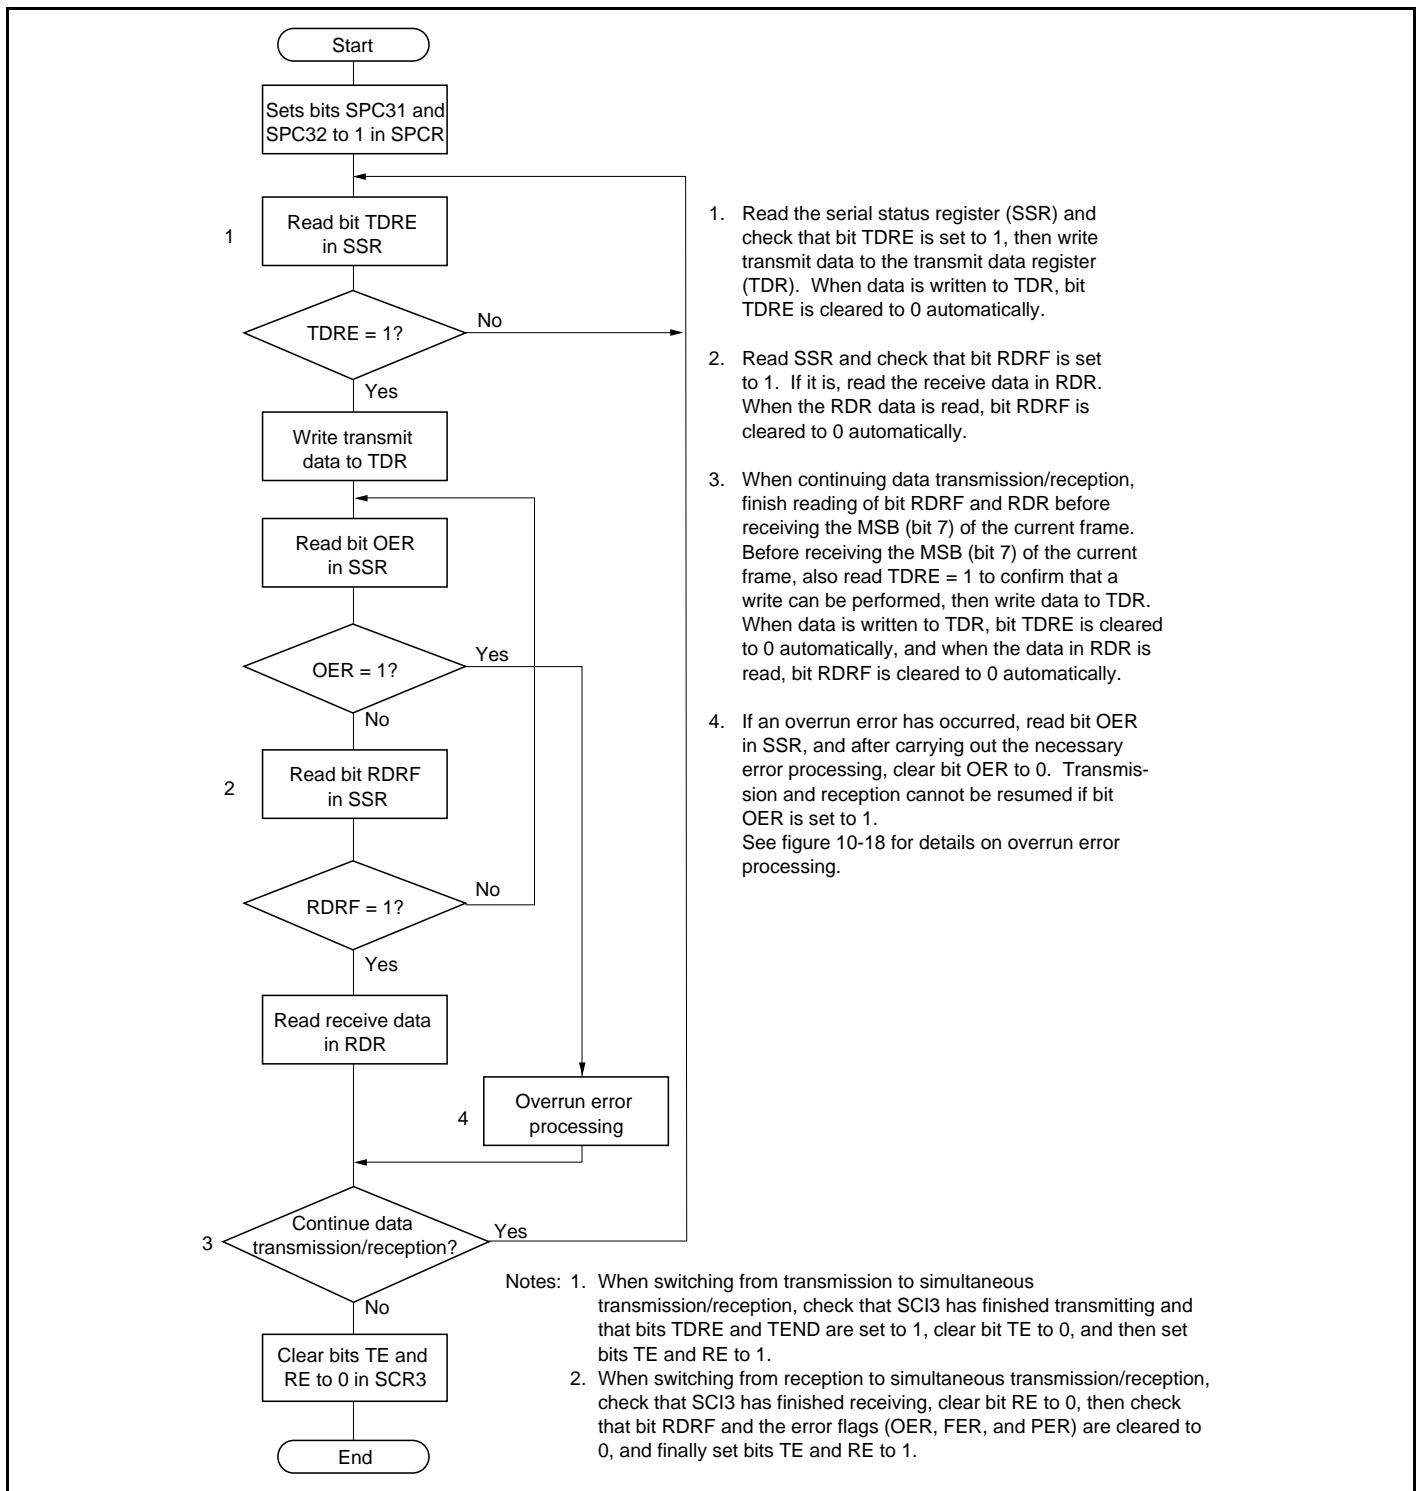 Start
Sets bits SPC31 and
SPC32 to 1 in SPCR
1
Read bit TDRE
in SSR
TDRE = 1?
No
Yes
Write transmit
data to TDR
Read bit OER
in SSR
OER = 1?
Yes
No
2
Read bit RDRF
in SSR
RDRF = 1?
No
Yes
Read receive data
in RDR
4
Overrun error
processing
3
Continue data
transmission/reception?
Yes
No
Clear bits TE and
RE to 0 in SCR3
End
1. Read the serial status register (SSR) and
check that bit TDRE is set to 1, then write
transmit data to the transmit data register
(TDR). When data is written to TDR, bit
TDRE is cleared to 0 automatically.
2. Read SSR and check that bit RDRF is set
to 1. If it is, read the receive data in RDR.
When the RDR data is read, bit RDRF is
cleared to 0 automatically.
3. When continuing data transmission/reception,
finish reading of bit RDRF and RDR before
receiving the MSB (bit 7) of the current frame.
Before receiving the MSB (bit 7) of the current
frame, also read TDRE = 1 to confirm that a
write can be performed, then write data to TDR.
When data is written to TDR, bit TDRE is cleared
to 0 automatically, and when the data in RDR is
read, bit RDRF is cleared to 0 automatically.
4. If an overrun error has occurred, read bit OER
in SSR, and after carrying out the necessary
error processing, clear bit OER to 0. Transmis-
sion and reception cannot be resumed if bit
OER is set to 1.
See figure 10-18 for details on overrun error
processing.
Notes: 1. When switching from transmission to simultaneous
transmission/reception, check that SCI3 has finished transmitting and
that bits TDRE and TEND are set to 1, clear bit TE to 0, and then set
bits TE and RE to 1.
2. When switching from reception to simultaneous transmission/reception,
check that SCI3 has finished receiving, clear bit RE to 0, then check
that bit RDRF and the error flags (OER, FER, and PER) are cleared to
0, and finally set bits TE and RE to 1.